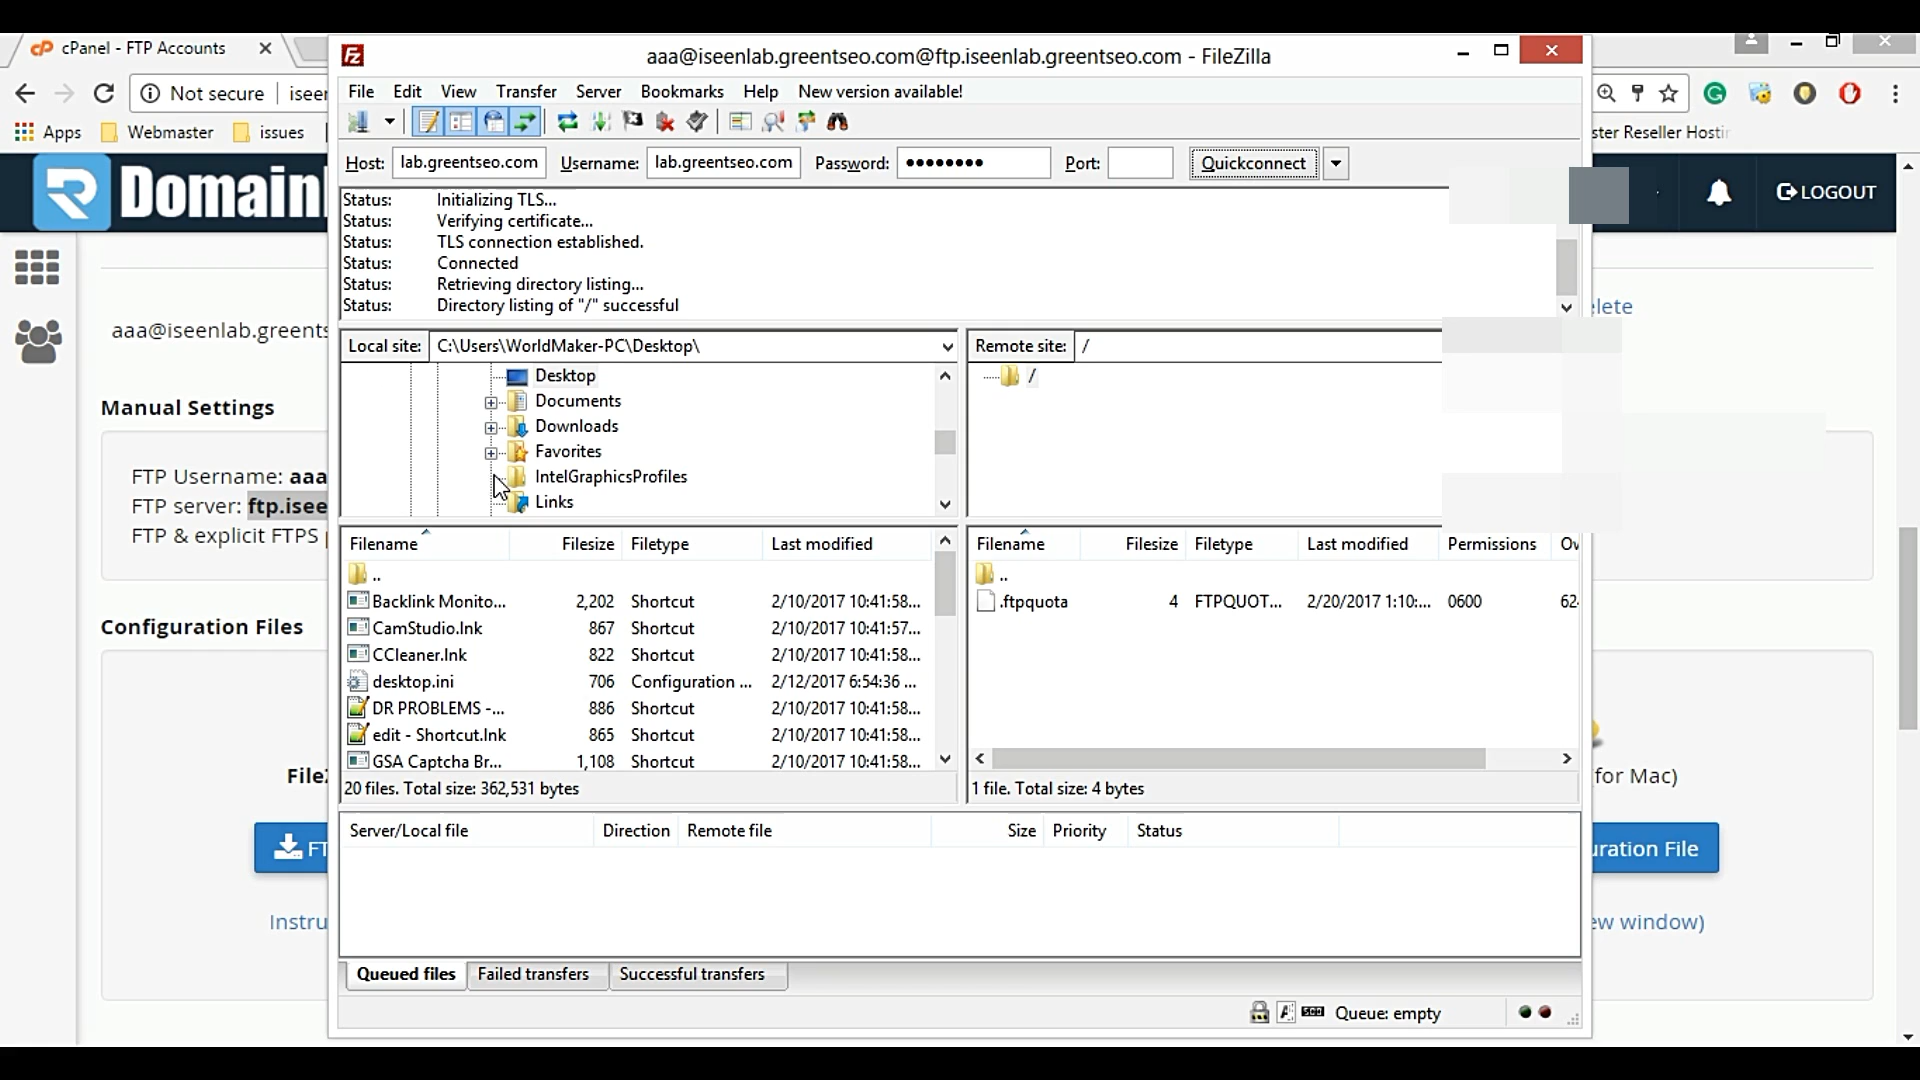 cPanel - FTP Accounts
aaa@iseenlab.greentseo.com@ftp.iseenlab.greentseo.com - FileZilla
Not secure
File Edit View Transfer Server Bookmarks Help New version available!
Apps Webmaster issues
Host: lab.greentseo.com Username: lab.greentseo.com Password: ●●●●●●●● Port: Quickconnect
LOGOUT
Status: Initializing TLS...
Status: Verifying certificate...
Status: TLS connection established.
Status: Connected
Status: Retrieving directory listing...
Status: Directory listing of "/" successful
Local site: C:\Users\WorldMaker-PC\Desktop\
Remote site: /
Desktop
Documents
Downloads
Favorites
IntelGraphicsProfiles
Links
/
Manual Settings
FTP Username: aaa
FTP server: ftp.isee
FTP & explicit FTPS
Filename Filesize Filetype Last modified
..
Backlink Monito... 2,202 Shortcut 2/10/2017 10:41:58...
CamStudio.lnk 867 Shortcut 2/10/2017 10:41:57...
CCleaner.lnk 822 Shortcut 2/10/2017 10:41:58...
desktop.ini 706 Configuration ... 2/12/2017 6:54:36 ...
DR PROBLEMS -... 886 Shortcut 2/10/2017 10:41:58...
edit - Shortcut.lnk 865 Shortcut 2/10/2017 10:41:58...
GSA Captcha Br... 1,108 Shortcut 2/10/2017 10:41:58...
20 files. Total size: 362,531 bytes
Filename Filesize Filetype Last modified Permissions Ov
..
.ftpquota 4 FTPQUOT... 2/20/2017 1:10:... 0600 62
1 file. Total size: 4 bytes
Configuration Files
for Mac)
Server/Local file Direction Remote file Size Priority Status
Queued files Failed transfers Successful transfers
Queue: empty